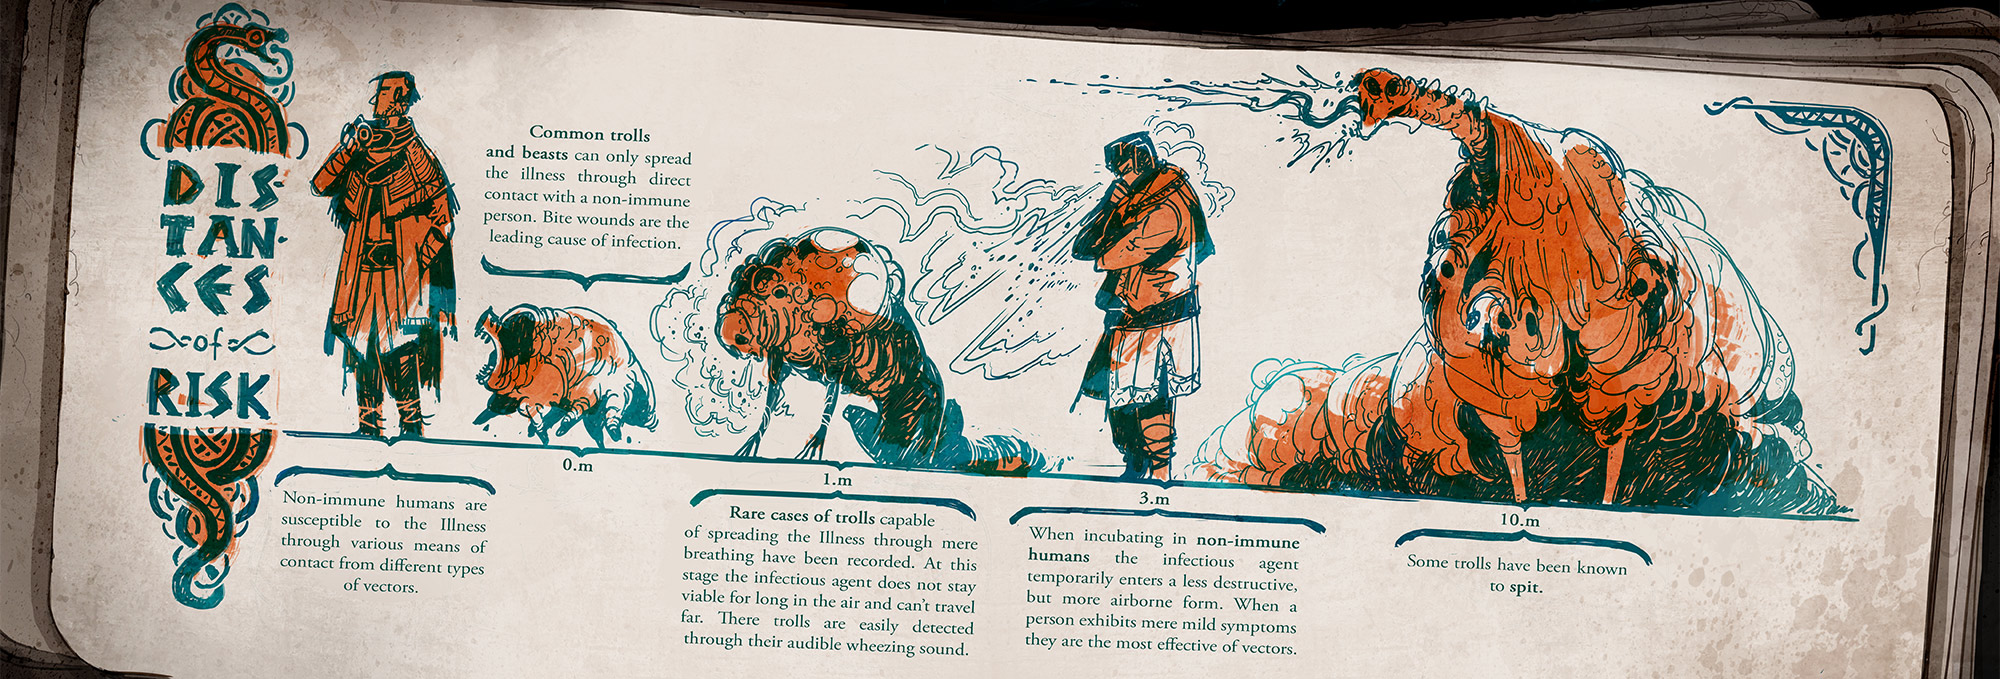 DIS-
TAN-
CES
of
RISK
Common trolls
and beasts can only spread
the illness through direct
contact with a non-immune
person. Bite wounds are the
leading cause of infection.
0.m
1.m
3.m
10.m
Non-immune humans are
susceptible to the Illness
through various means of
contact from different types
of vectors.
Rare cases of trolls capable
of spreading the Illness through mere
breathing have been recorded. At this
stage the infectious agent does not stay
viable for long in the air and can't travel
far. There trolls are easily detected
through their audible wheezing sound.
When incubating in non-immune
humans the infectious agent
temporarily enters a less destructive,
but more airborne form. When a
person exhibits mere mild symptoms
they are the most effective of vectors.
Some trolls have been known
to spit.